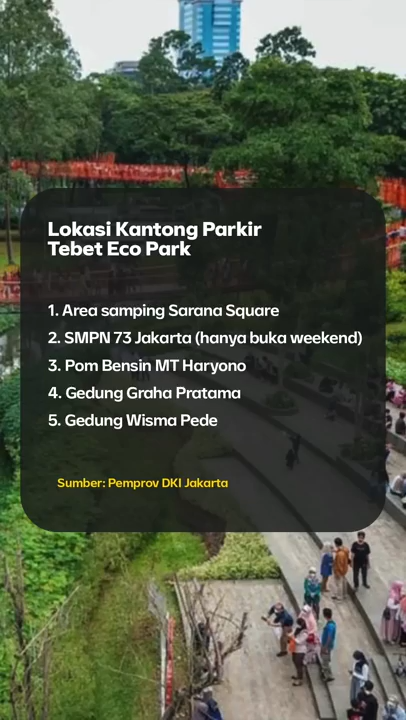 Lokasi Kantong Parkir
Tebet Eco Park
1. Area samping Sarana Square
2. SMPN 73 Jakarta (hanya buka weekend)
3. Pom Bensin MT Haryono
4. Gedung Graha Pratama
5. Gedung Wisma Pede
Sumber: Pemprov DKI Jakarta